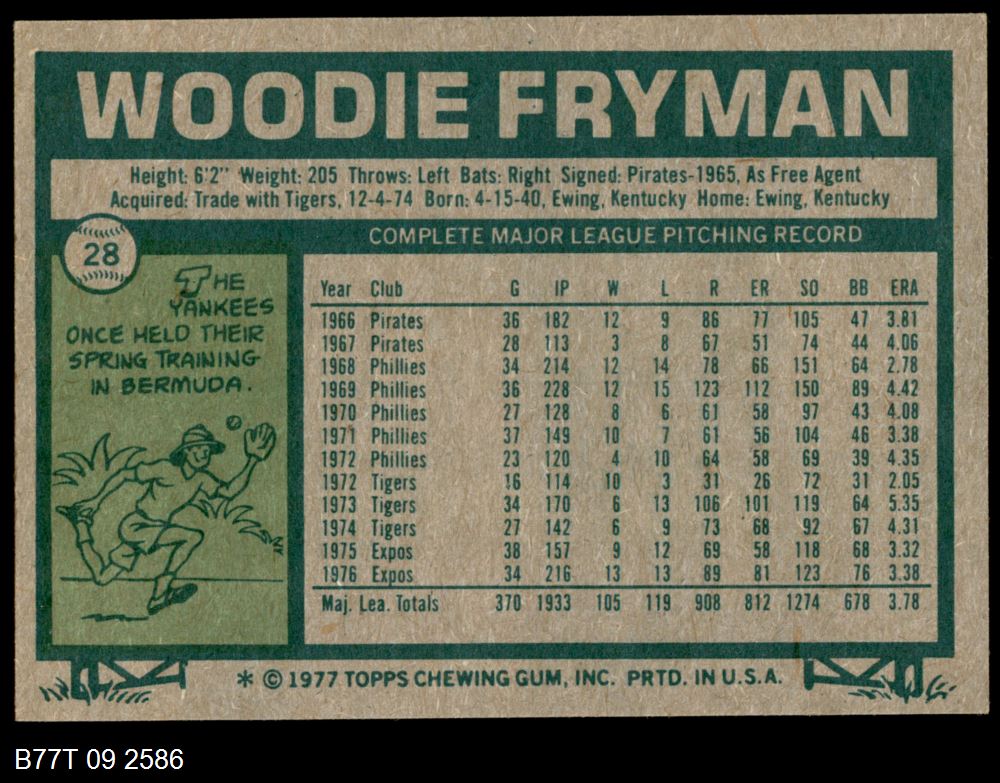 WOODIE FRYMAN
Height: 6'2" Weight: 205 Throws: Left Bats: Right Signed: Pirates-1965, As Free Agent
Acquired: Trade with Tigers, 12-4-74 Born: 4-15-40, Ewing, Kentucky Home: Ewing, Kentucky
28
THE
YANKEES
ONCE HELD THEIR
SPRING TRAINING
IN BERMUDA.
COMPLETE MAJOR LEAGUE PITCHING RECORD
Year Club G IP W L R ER SO BB ERA
1966 Pirates 36 182 12 9 86 77 105 47 3.81
1967 Pirates 28 113 3 8 67 51 74 44 4.06
1968 Phillies 34 214 12 14 78 66 151 64 2.78
1969 Phillies 36 228 12 15 123 112 150 89 4.42
1970 Phillies 27 128 8 6 61 58 97 43 4.08
1971 Phillies 37 149 10 7 61 56 104 46 3.38
1972 Phillies 23 120 4 10 64 58 69 39 4.35
1972 Tigers 16 114 10 3 31 26 72 31 2.05
1973 Tigers 34 170 6 13 106 101 119 64 5.35
1974 Tigers 27 142 6 9 73 68 92 67 4.31
1975 Expos 38 157 9 12 69 58 118 68 3.32
1976 Expos 34 216 13 13 89 81 123 76 3.38
Maj. Lea. Totals 370 1933 105 119 908 812 1274 678 3.78
* © 1977 TOPPS CHEWING GUM, INC. PRTD. IN U.S.A.
B77T 09 2586